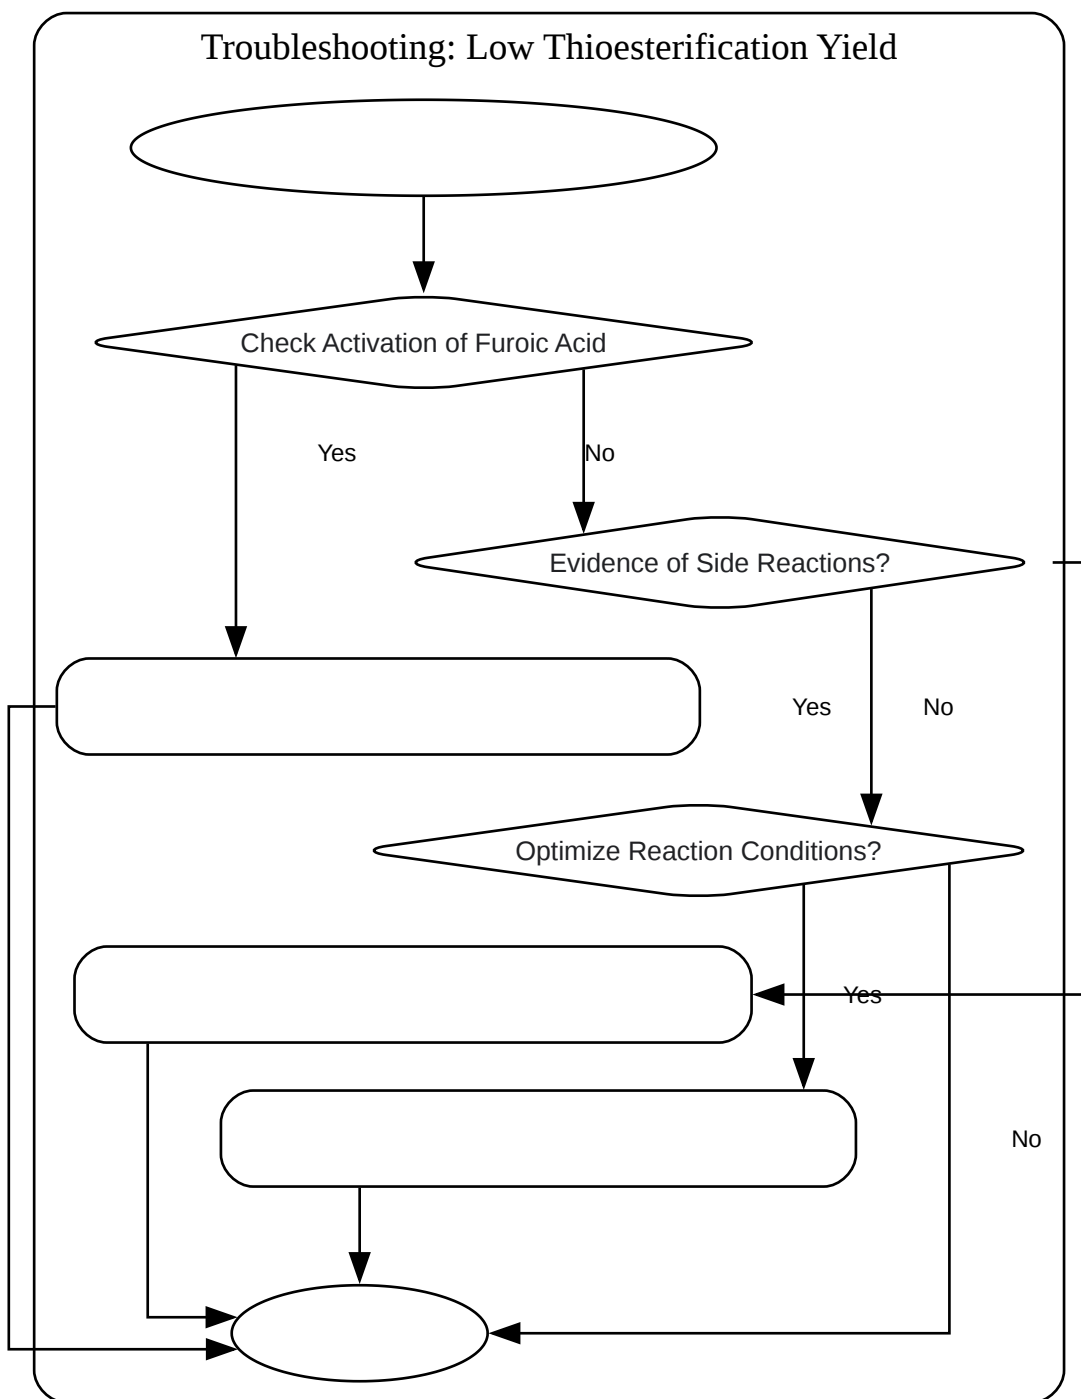 Troubleshooting: Low Thioesterification Yield
Check Activation of Furoic Acid
Yes
No
Evidence of Side Reactions?
Yes
No
Optimize Reaction Conditions?
Yes
No